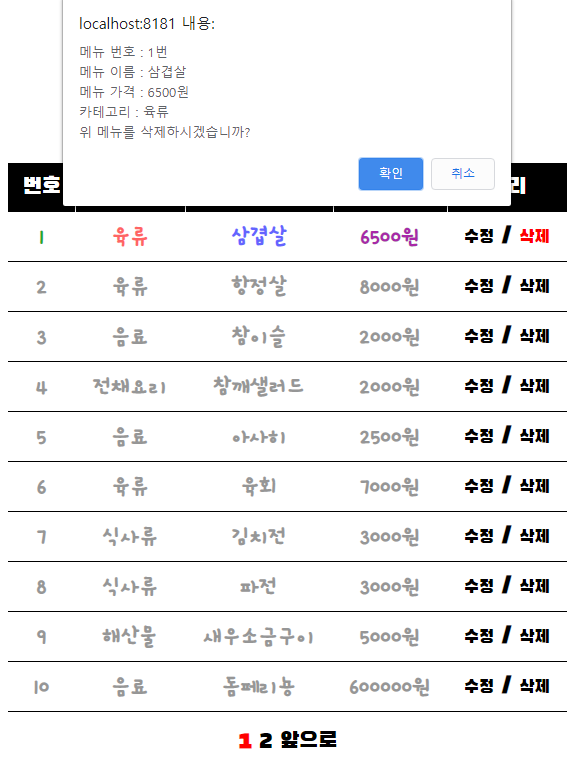 localhost:8181 내용:
메뉴 번호 : 1번
메뉴 이름 : 삼겹살
메뉴 가격 : 6500원
카테고리 : 육류
위 메뉴를 삭제하시겠습니까?
확인 취소
번호 리
1 육류 삼겹살 6500원 수정 / 삭제
2 육류 항정살 8000원 수정 / 삭제
3 음료 참이슬 2000원 수정 / 삭제
4 전채요리 참깨샐러드 2000원 수정 / 삭제
5 음료 아사히 2500원 수정 / 삭제
6 육류 육회 7000원 수정 / 삭제
7 식사류 김치전 3000원 수정 / 삭제
8 식사류 파전 3000원 수정 / 삭제
9 해산물 새우소금구이 5000원 수정 / 삭제
10 음료 돔페리뇽 600000원 수정 / 삭제
1 2 앞으로